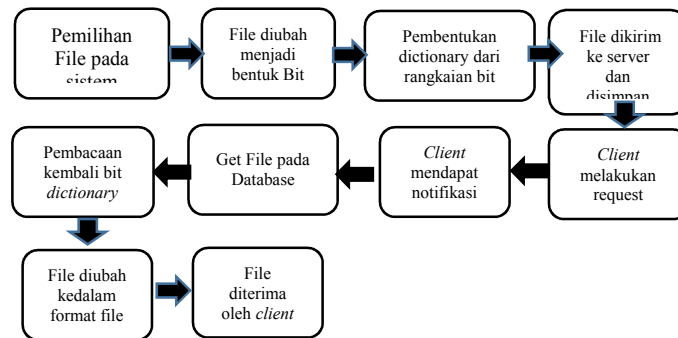 Pemilihan
File pada
sistem
File diubah
menjadi
bentuk Bit
Pembentukan
dictionary dari
rangkaian bit
File dikirim
ke server
dan
disimpan
Client
melakukan
request
Client
mendapat
notifikasi
Get File pada
Database
Pembacaan
kembali bit
dictionary
File diubah
kedalam
format file
File
diterima
oleh client